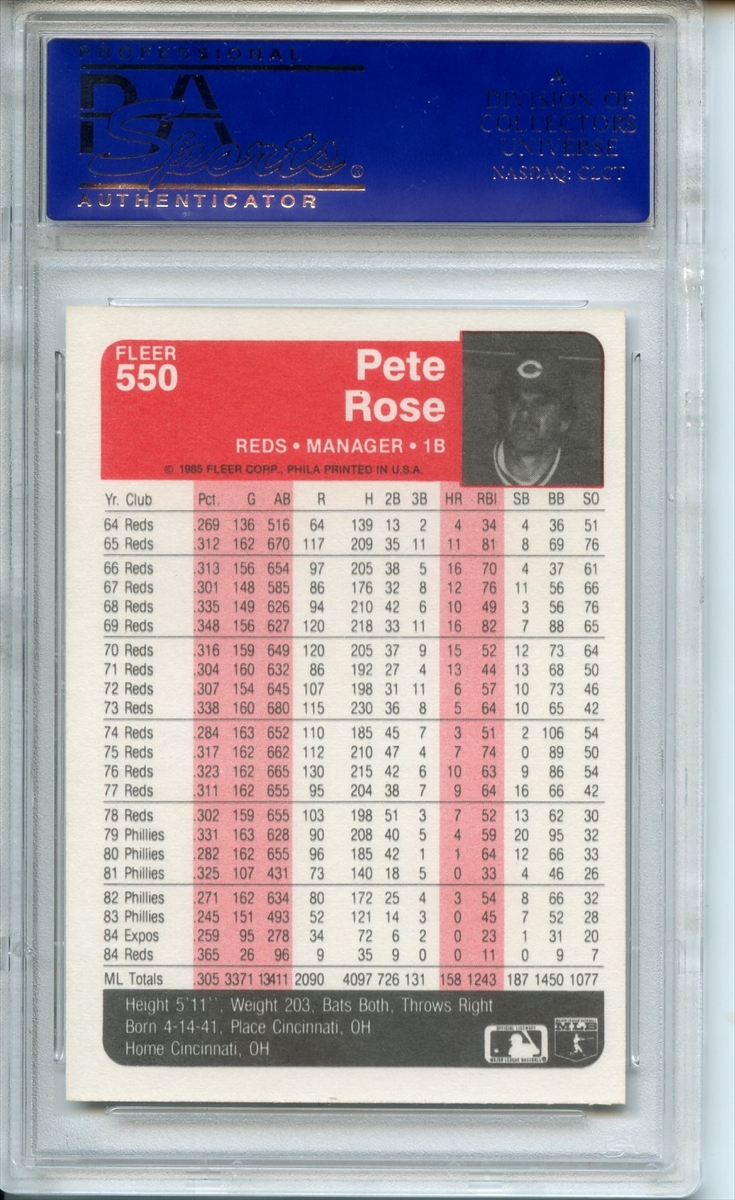 PROFESSIONAL
PSA
Sports®
AUTHENTICATOR
A
DIVISION OF
COLLECTORS
UNIVERSE
NASDAQ: CLCT
FLEER
550
Pete
Rose
REDS • MANAGER • 1B
© 1985 FLEER CORP., PHILA PRINTED IN U.S.A.
Yr. Club Pct. G AB R H 2B 3B HR RBI SB BB SO
64 Reds .269 136 516 64 139 13 2 4 34 4 36 51
65 Reds .312 162 670 117 209 35 11 11 81 8 69 76
66 Reds .313 156 654 97 205 38 5 16 70 4 37 61
67 Reds .301 148 585 86 176 32 8 12 76 11 56 66
68 Reds .335 149 626 94 210 42 6 10 49 3 56 76
69 Reds .348 156 627 120 218 33 11 16 82 7 88 65
70 Reds .316 159 649 120 205 37 9 15 52 12 73 64
71 Reds .304 160 632 86 192 27 4 13 44 13 68 50
72 Reds .307 154 645 107 198 31 11 6 57 10 73 46
73 Reds .338 160 680 115 230 36 8 5 64 10 65 42
74 Reds .284 163 652 110 185 45 7 3 51 2 106 54
75 Reds .317 162 662 112 210 47 4 7 74 0 89 50
76 Reds .323 162 665 130 215 42 6 10 63 9 86 54
77 Reds .311 162 655 95 204 38 7 9 64 16 66 42
78 Reds .302 159 655 103 198 51 3 7 52 13 62 30
79 Phillies .331 163 628 90 208 40 5 4 59 20 95 32
80 Phillies .282 162 655 96 185 42 1 1 64 12 66 33
81 Phillies .325 107 431 73 140 18 5 0 33 4 46 26
82 Phillies .271 162 634 80 172 25 4 3 54 8 66 32
83 Phillies .245 151 493 52 121 14 3 0 45 7 52 28
84 Expos .259 95 278 34 72 6 2 0 23 1 31 20
84 Reds .365 26 96 9 35 9 0 0 11 0 9 7
ML Totals .305 3371 13411 2090 4097 726 131 158 1243 187 1450 1077
Height 5'11'', Weight 203, Bats Both, Throws Right
Born 4-14-41, Place Cincinnati, OH
Home Cincinnati, OH
OFFICIAL LICENSEE
MAJOR LEAGUE BASEBALL